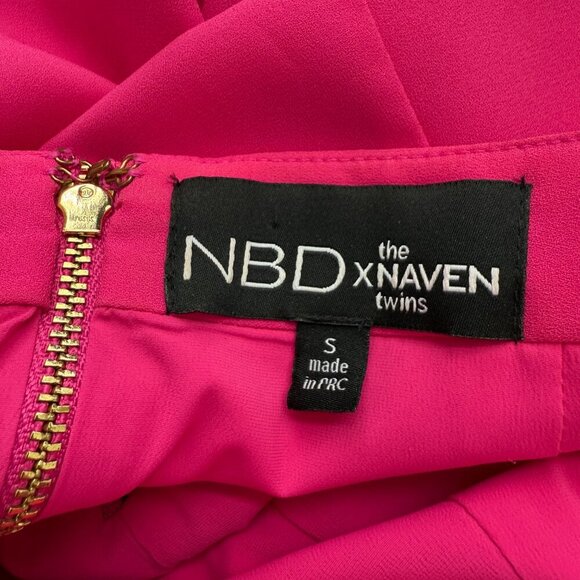 NBD x the NAVEN twins
S
made
in PRC